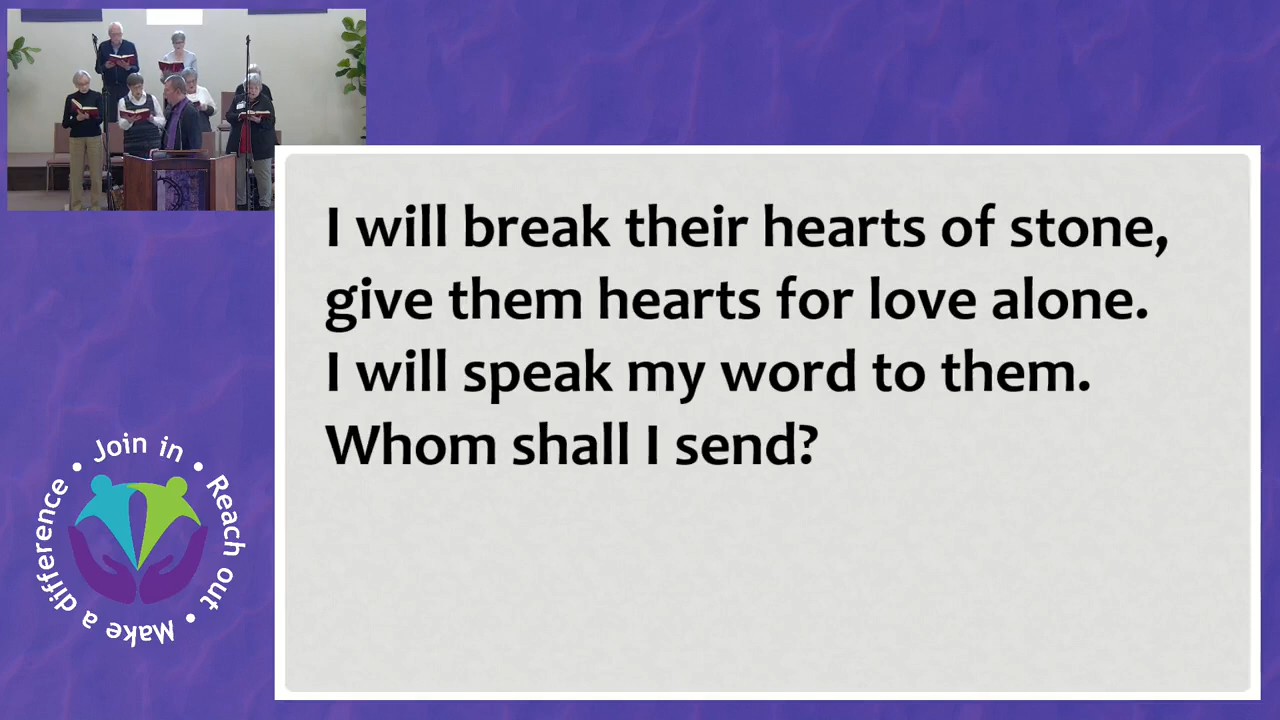 I will break their hearts of stone,
give them hearts for love alone.
I will speak my word to them.
Whom shall I send?
Join in • Reach out • Make a difference •